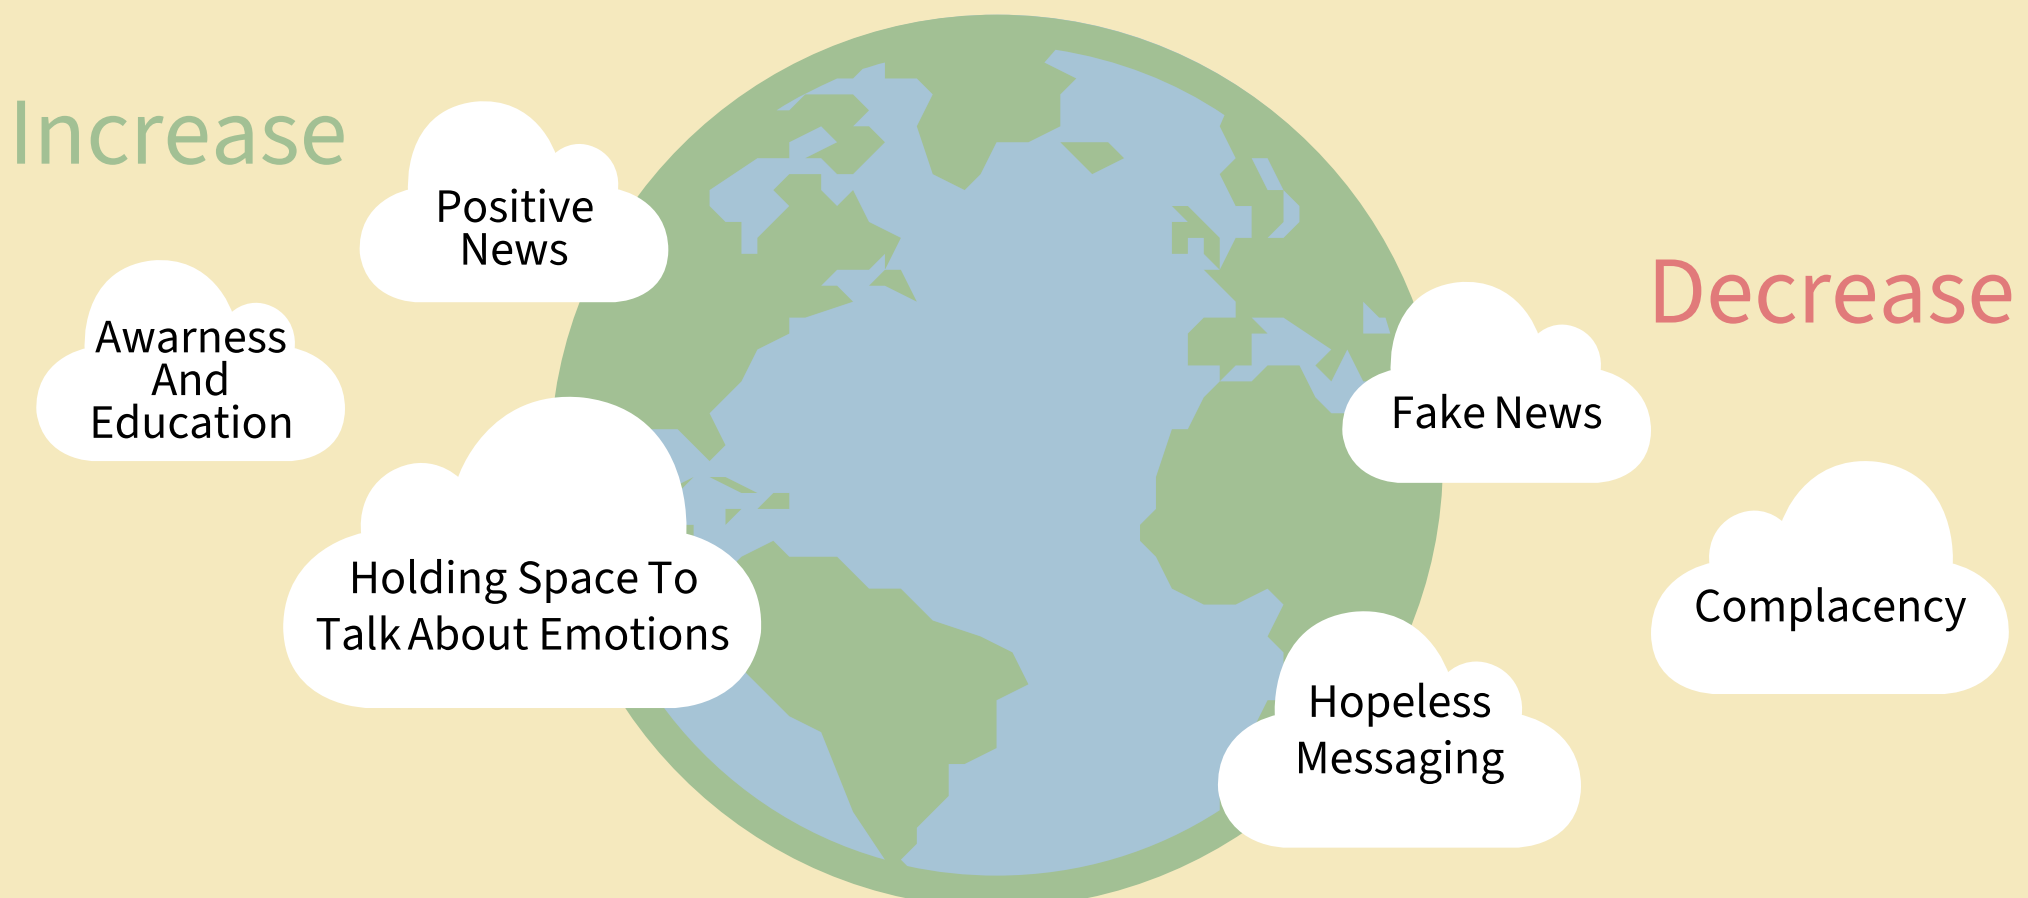 Increase
Positive
News
Awarness
And
Education
Holding Space To
Talk About Emotions
Decrease
Fake News
Complacency
Hopeless
Messaging